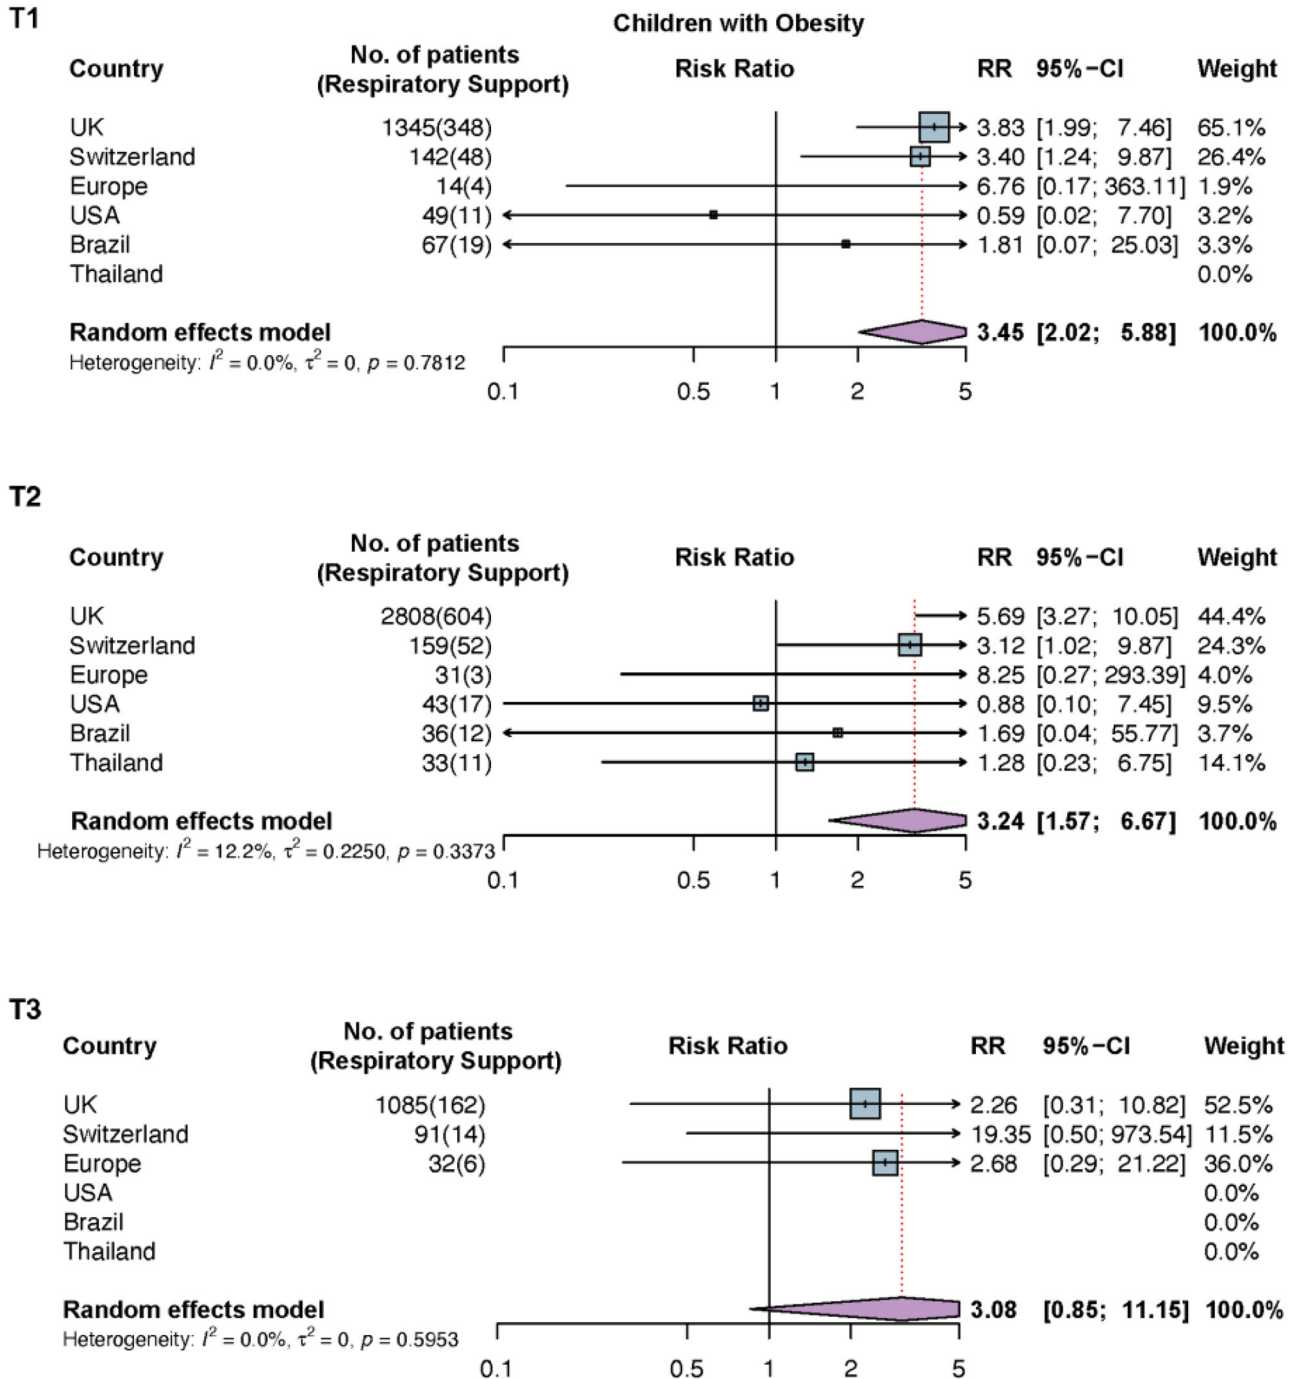 T1
Children with Obesity
Country No. of patients (Respiratory Support) Risk Ratio RR 95%−CI Weight
UK 1345(348) 3.83 [1.99; 7.46] 65.1%
Switzerland 142(48) 3.40 [1.24; 9.87] 26.4%
Europe 14(4) 6.76 [0.17; 363.11] 1.9%
USA 49(11) 0.59 [0.02; 7.70] 3.2%
Brazil 67(19) 1.81 [0.07; 25.03] 3.3%
Thailand 0.0%
Random effects model 3.45 [2.02; 5.88] 100.0%
Heterogeneity: I² = 0.0%, τ² = 0, p = 0.7812
0.1 0.5 1 2 5
T2
Country No. of patients (Respiratory Support) Risk Ratio RR 95%−CI Weight
UK 2808(604) 5.69 [3.27; 10.05] 44.4%
Switzerland 159(52) 3.12 [1.02; 9.87] 24.3%
Europe 31(3) 8.25 [0.27; 293.39] 4.0%
USA 43(17) 0.88 [0.10; 7.45] 9.5%
Brazil 36(12) 1.69 [0.04; 55.77] 3.7%
Thailand 33(11) 1.28 [0.23; 6.75] 14.1%
Random effects model 3.24 [1.57; 6.67] 100.0%
Heterogeneity: I² = 12.2%, τ² = 0.2250, p = 0.3373
0.1 0.5 1 2 5
T3
Country No. of patients (Respiratory Support) Risk Ratio RR 95%−CI Weight
UK 1085(162) 2.26 [0.31; 10.82] 52.5%
Switzerland 91(14) 19.35 [0.50; 973.54] 11.5%
Europe 32(6) 2.68 [0.29; 21.22] 36.0%
USA 0.0%
Brazil 0.0%
Thailand 0.0%
Random effects model 3.08 [0.85; 11.15] 100.0%
Heterogeneity: I² = 0.0%, τ² = 0, p = 0.5953
0.1 0.5 1 2 5